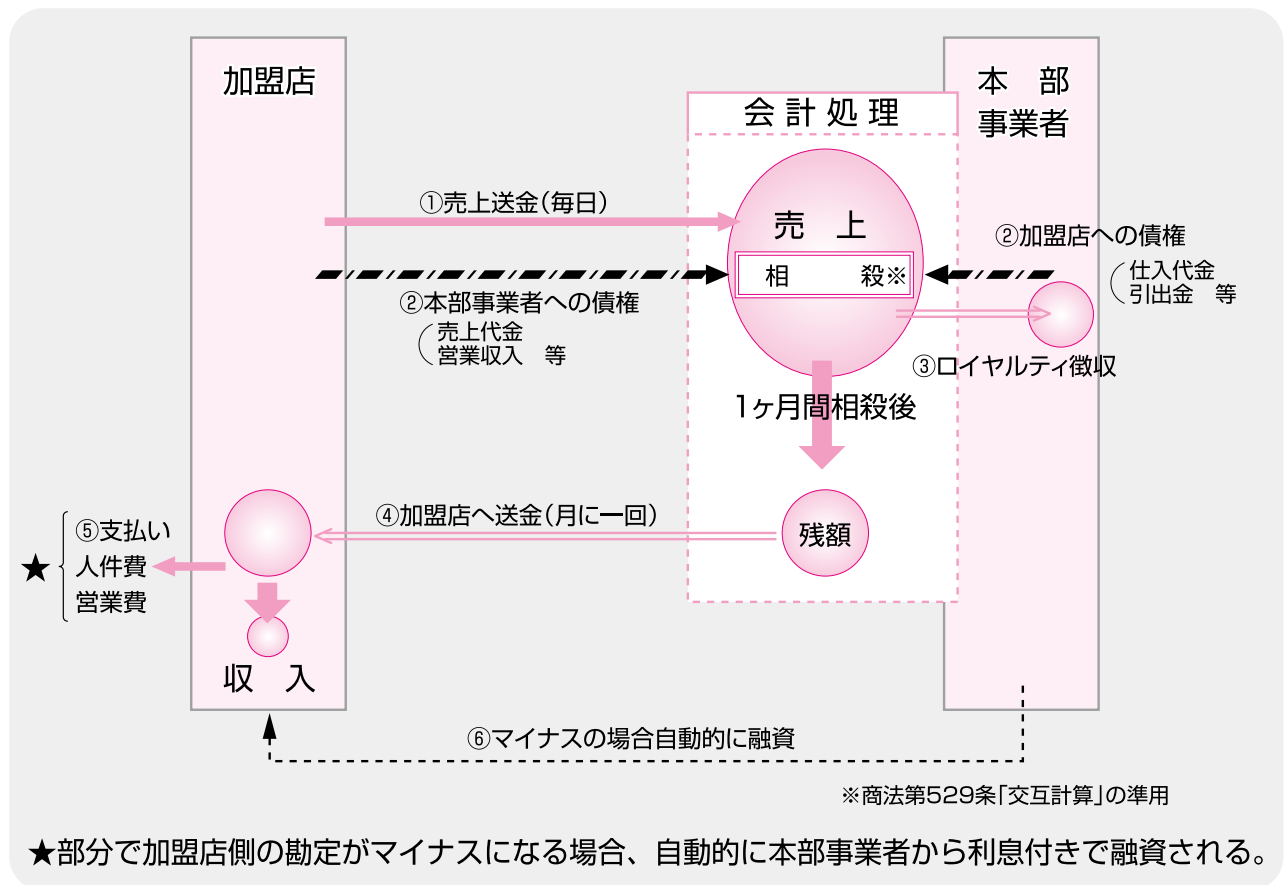 加盟店
本　部
事業者
会計処理
①売上送金（毎日）
売　上
②加盟店への債権
仕入代金
引出金　等
相　殺※
②本部事業者への債権
売上代金
営業収入　等
③ロイヤルティ徴収
1ヶ月間相殺後
④加盟店へ送金（月に一回）
残額
★
⑤支払い
人件費
営業費
収　入
⑥マイナスの場合自動的に融資
※商法第529条「交互計算」の準用
★部分で加盟店側の勘定がマイナスになる場合、自動的に本部事業者から利息付きで融資される。